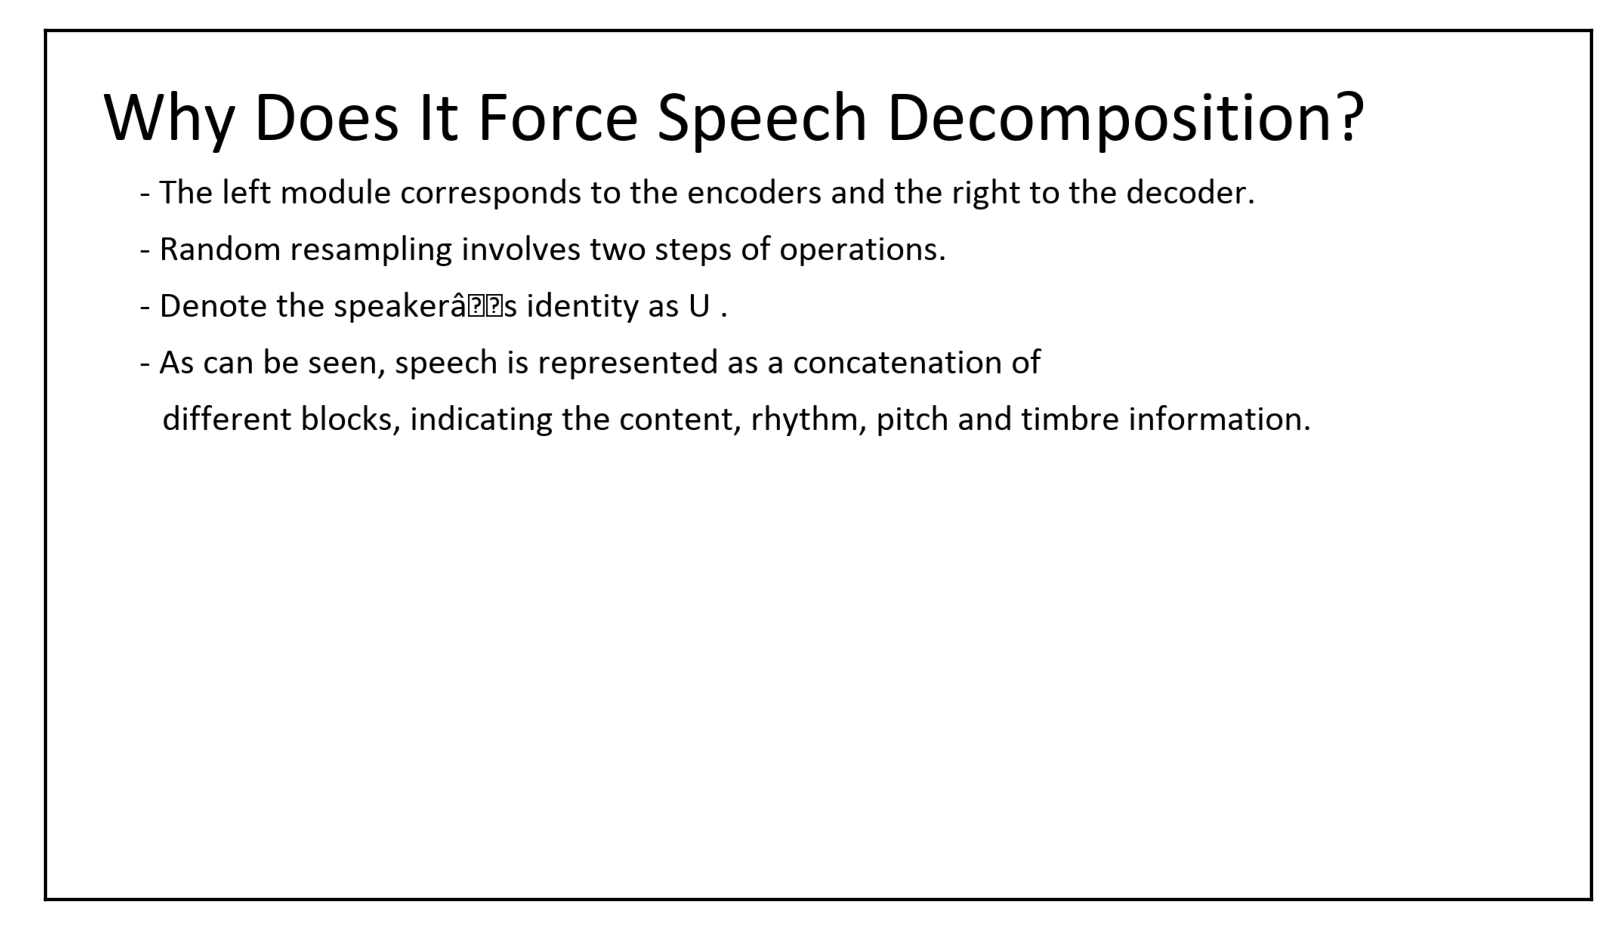 Why Does It Force Speech Decomposition?
- The left module corresponds to the encoders and the right to the decoder.
- Random resampling involves two steps of operations.
- Denote the speakerâ��s identity as U .
- As can be seen, speech is represented as a concatenation of
different blocks, indicating the content, rhythm, pitch and timbre information.